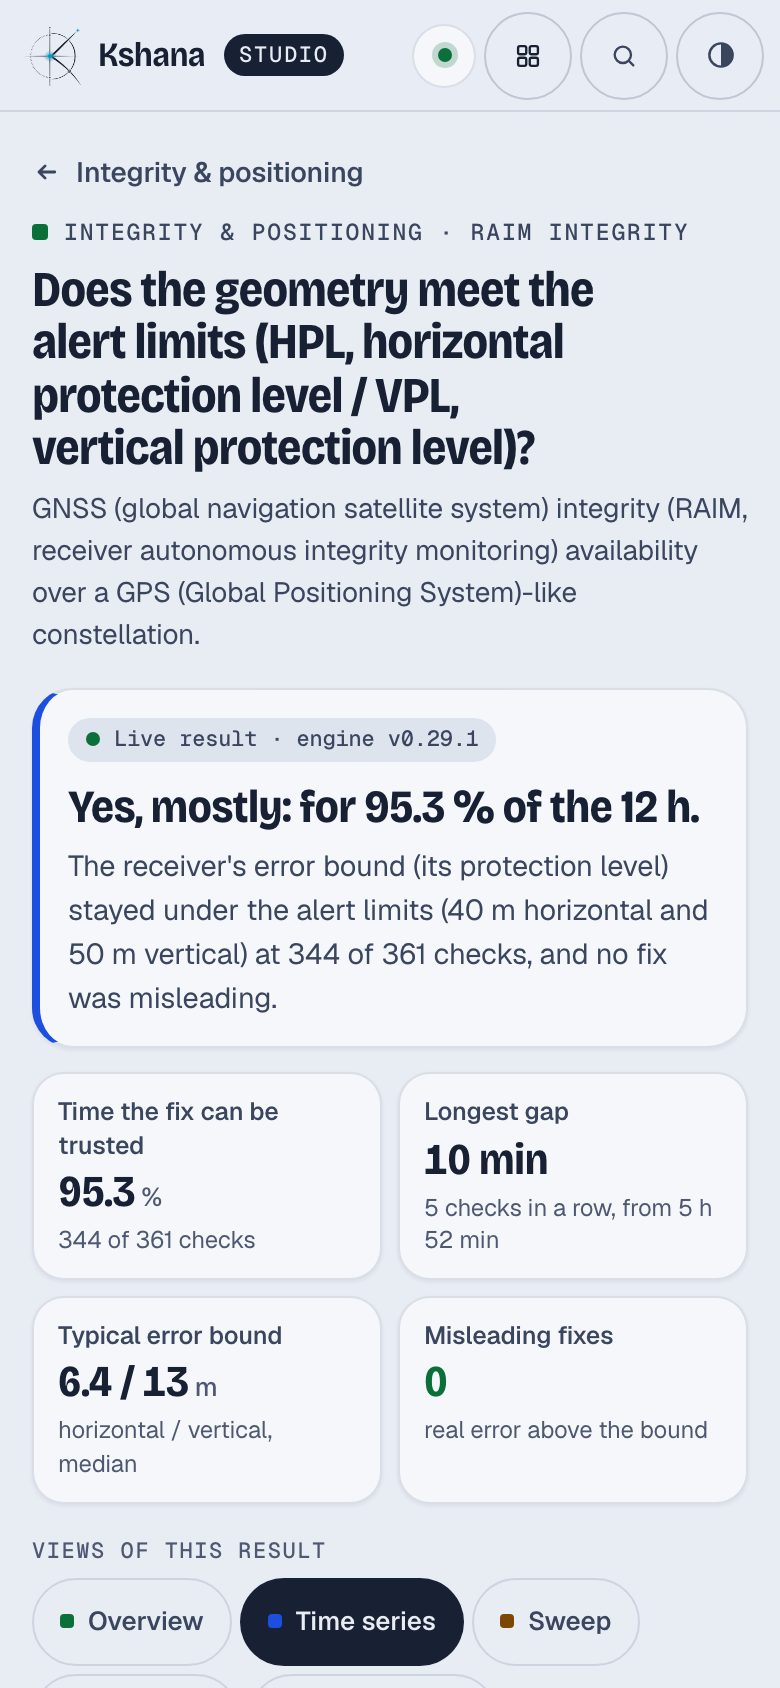 Kshana STUDIO
Integrity & positioning
INTEGRITY & POSITIONING · RAIM INTEGRITY
Does the geometry meet the
alert limits (HPL, horizontal
protection level / VPL,
vertical protection level)?
GNSS (global navigation satellite system) integrity (RAIM,
receiver autonomous integrity monitoring) availability
over a GPS (Global Positioning System)-like
constellation.
Live result · engine v0.29.1
Yes, mostly: for 95.3 % of the 12 h.
The receiver's error bound (its protection level)
stayed under the alert limits (40 m horizontal and
50 m vertical) at 344 of 361 checks, and no fix
was misleading.
Time the fix can be
trusted
95.3 %
344 of 361 checks
Longest gap
10 min
5 checks in a row, from 5 h
52 min
Typical error bound
6.4 / 13 m
horizontal / vertical,
median
Misleading fixes
0
real error above the bound
VIEWS OF THIS RESULT
Overview
Time series
Sweep